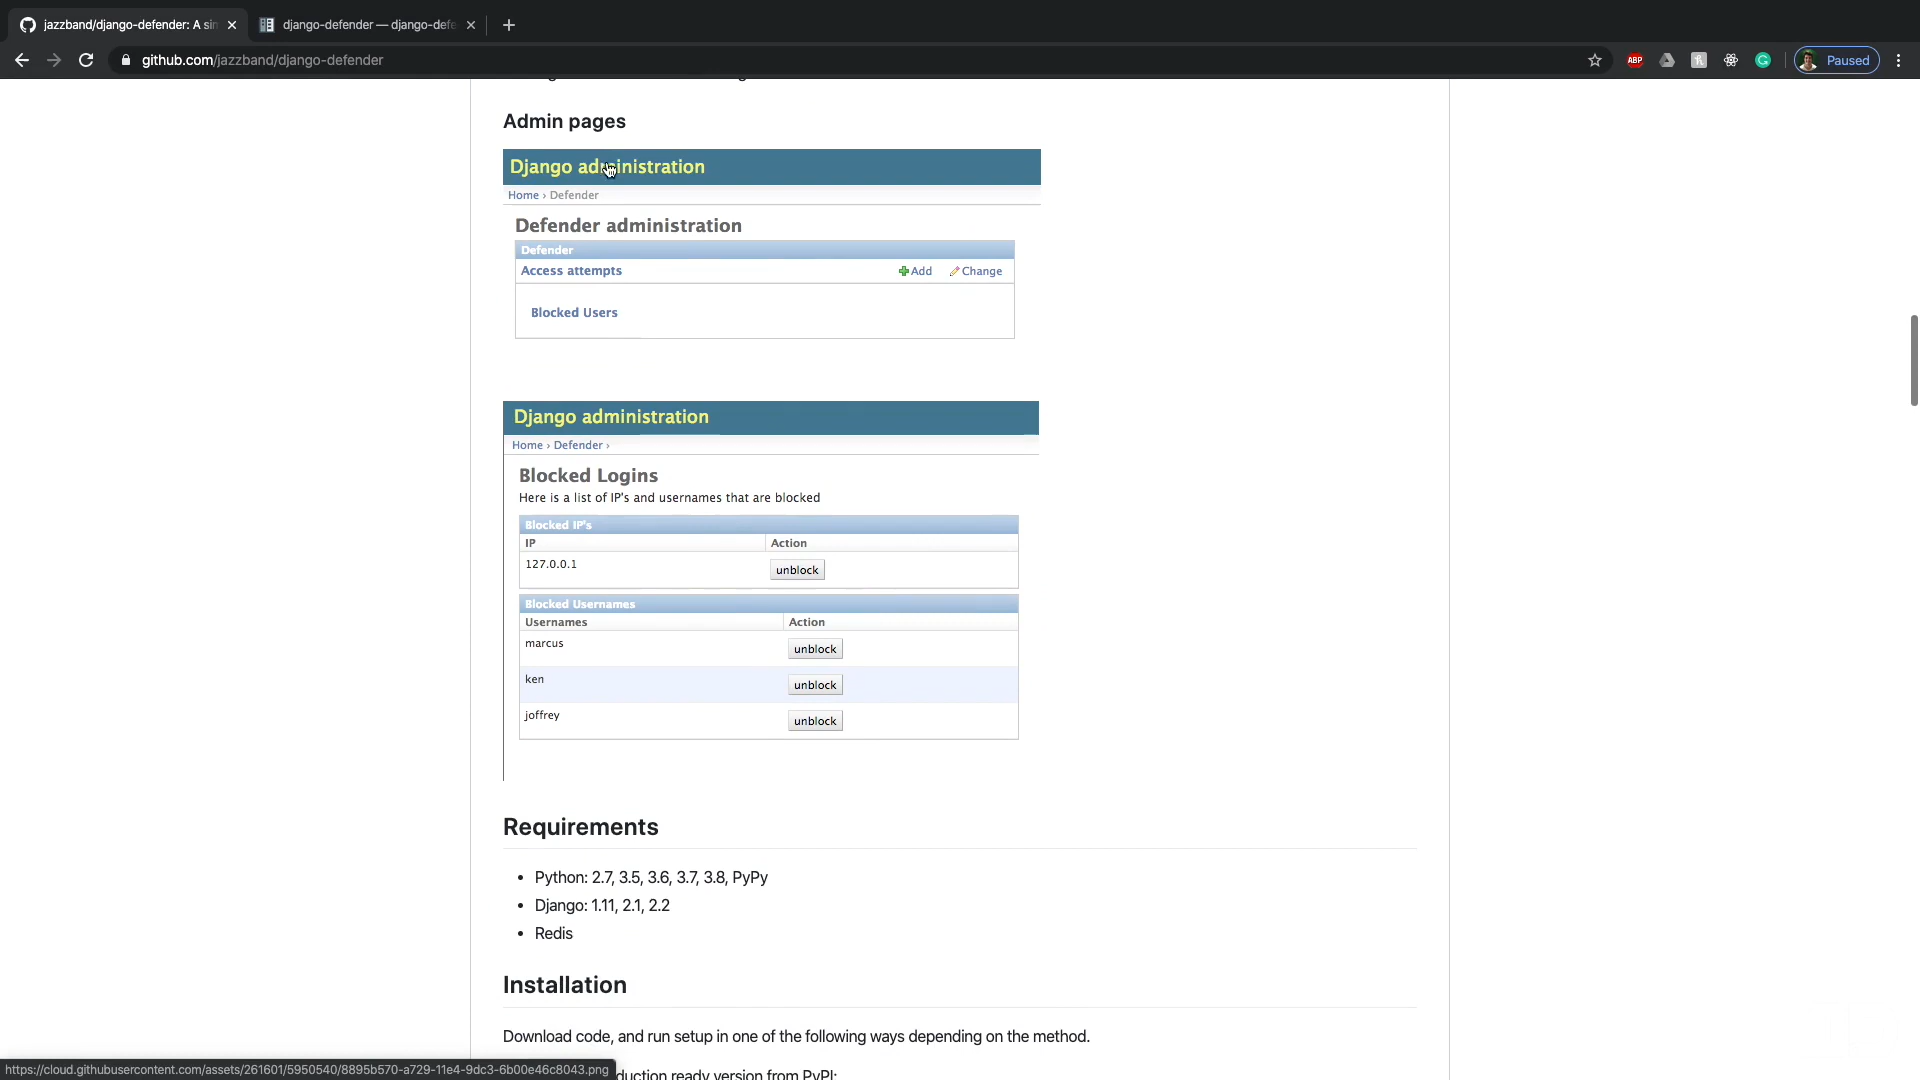 jazzband/django-defender: A sin
django-defender — django-defe
github.com/jazzband/django-defender
ABP
Paused
Admin pages
Django administration
Home › Defender
Defender administration
Defender
Access attempts
Add
Change
Blocked Users
Django administration
Home › Defender ›
Blocked Logins
Here is a list of IP's and usernames that are blocked
Blocked IP's
IP
Action
127.0.0.1
unblock
Blocked Usernames
Usernames
Action
marcus
unblock
ken
unblock
joffrey
unblock
Requirements
• Python: 2.7, 3.5, 3.6, 3.7, 3.8, PyPy
• Django: 1.11, 2.1, 2.2
• Redis
Installation
Download code, and run setup in one of the following ways depending on the method.
https://cloud.githubusercontent.com/assets/261601/5950540/8895b570-a729-11e4-9dc3-6b00e46c8043.png
duction ready version from PyPI: